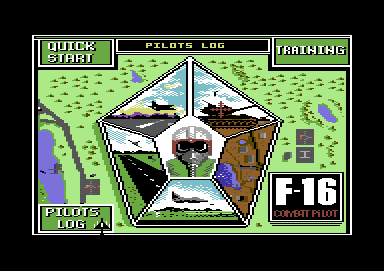 QUICK
START
PILOTS LOG
TRAINING
F-16
COMBAT PILOT
PILOTS
LOG